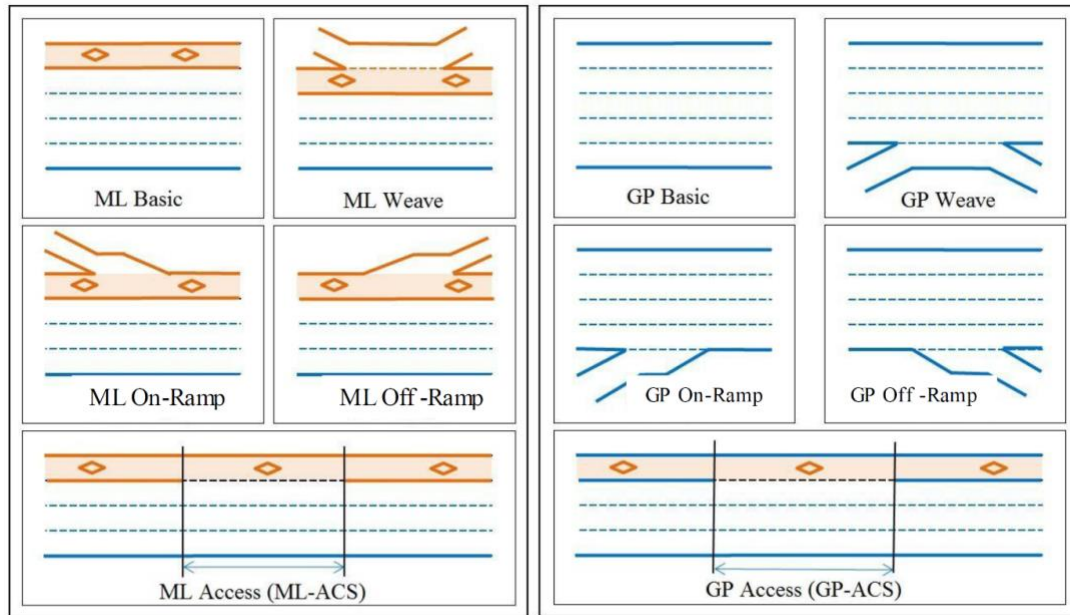 ML Basic
ML Weave
ML On-Ramp
ML Off -Ramp
ML Access (ML-ACS)
GP Basic
GP Weave
GP On-Ramp
GP Off -Ramp
GP Access (GP-ACS)